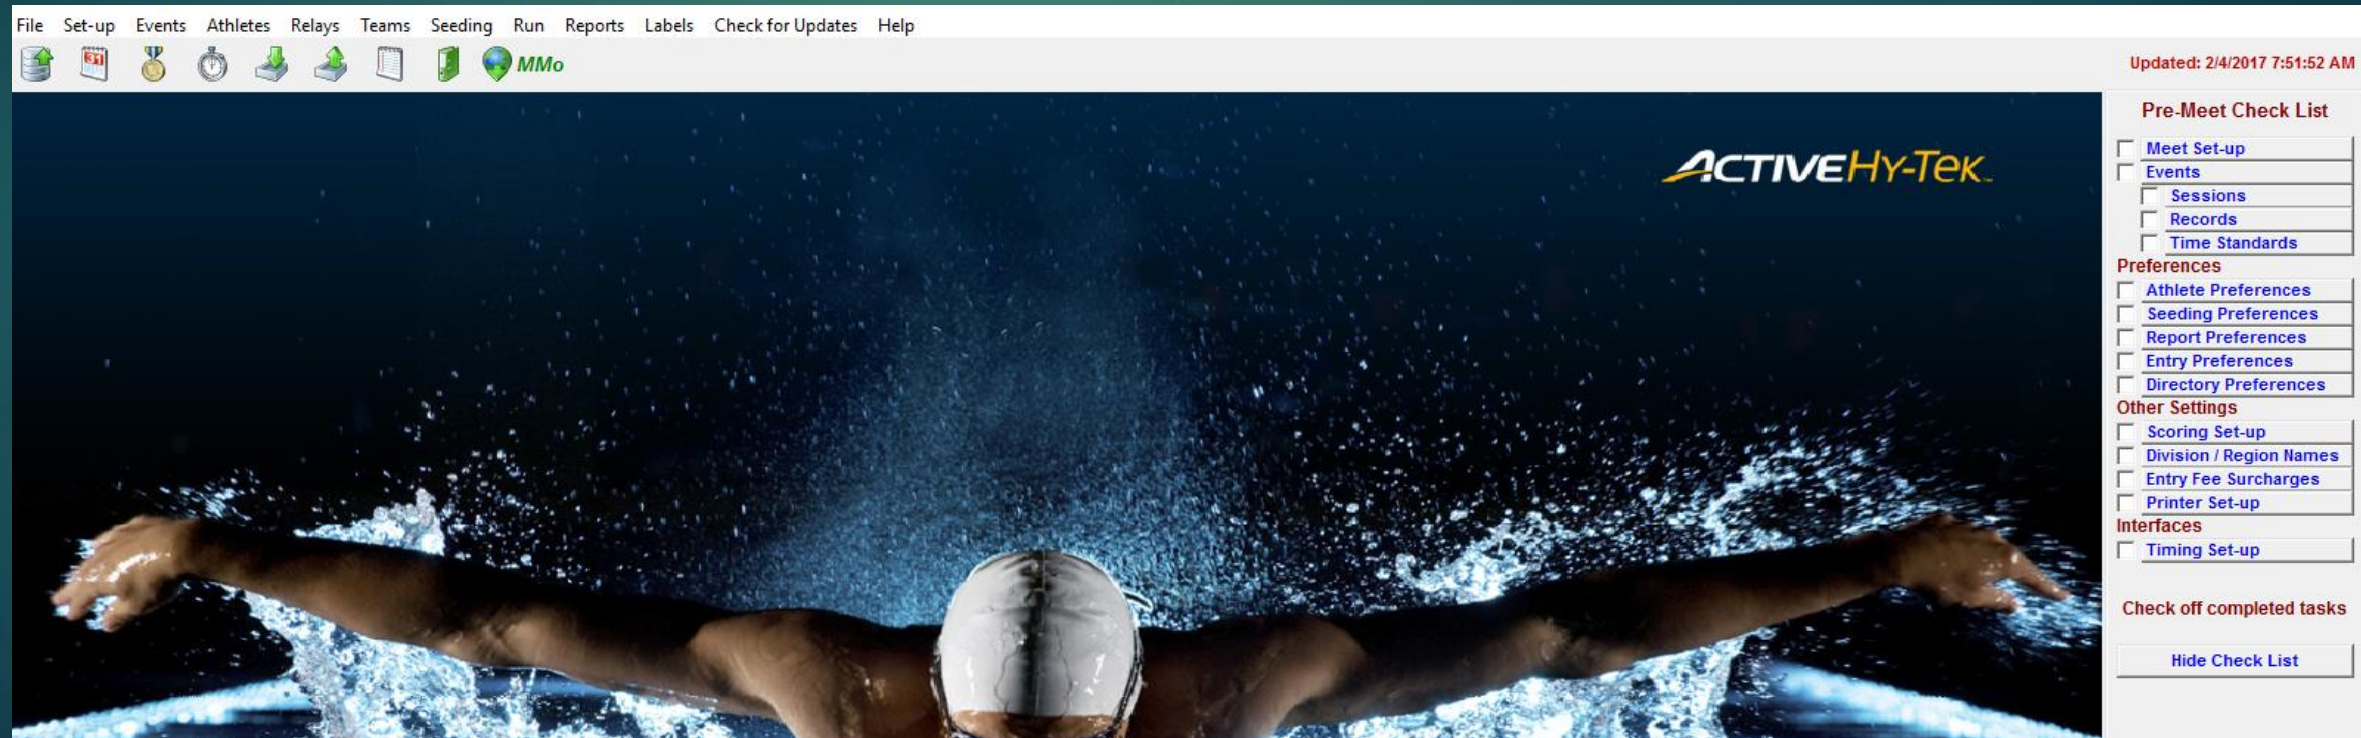 File Set-up Events Athletes Relays Teams Seeding Run Reports Labels Check for Updates Help
31
MMo
Updated: 2/4/2017 7:51:52 AM
ACTIVEHY-TEK
Pre-Meet Check List
Meet Set-up
Events
Sessions
Records
Time Standards
Preferences
Athlete Preferences
Seeding Preferences
Report Preferences
Entry Preferences
Directory Preferences
Other Settings
Scoring Set-up
Division / Region Names
Entry Fee Surcharges
Printer Set-up
Interfaces
Timing Set-up
Check off completed tasks
Hide Check List